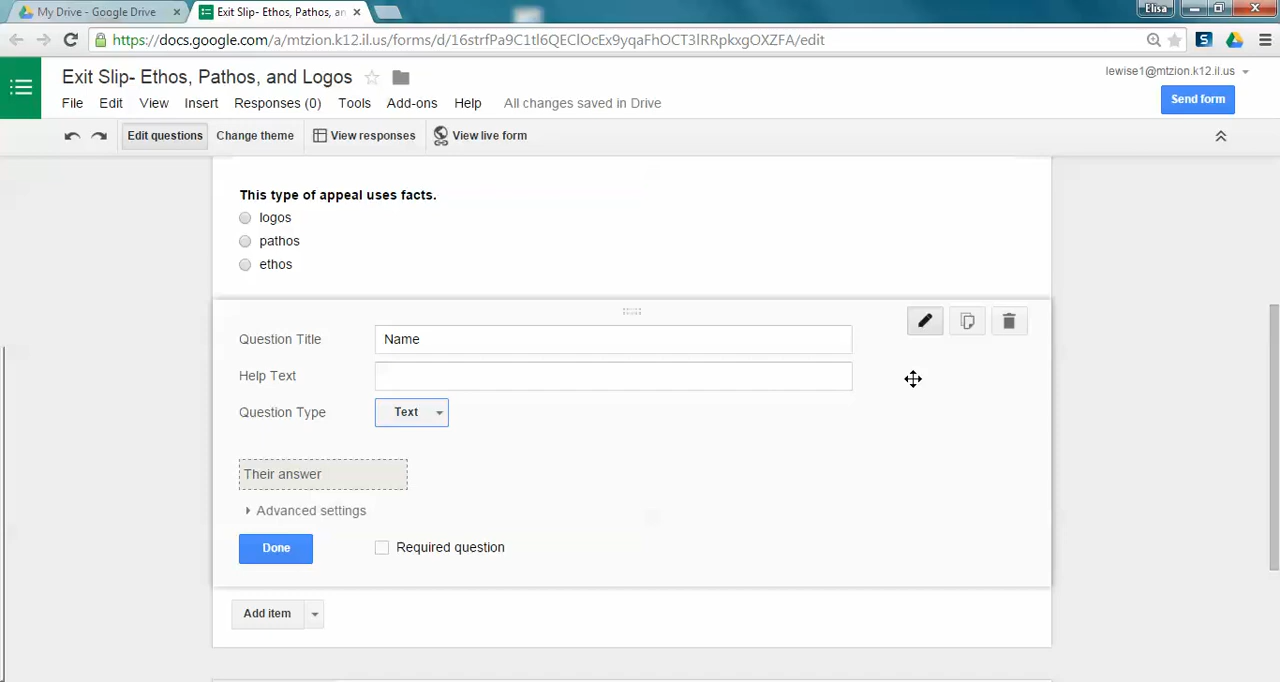 My Drive - Google Drive
Exit Slip- Ethos, Pathos, an
Elisa
https://docs.google.com/a/mtzion.k12.il.us/forms/d/16strfPa9C1tl6QEClOcEx9yqaFhOCT3lRRpkxgOXZFA/edit
Exit Slip- Ethos, Pathos, and Logos
lewise1@mtzion.k12.il.us
File Edit View Insert Responses (0) Tools Add-ons Help All changes saved in Drive
Send form
Edit questions Change theme View responses View live form
This type of appeal uses facts.
logos
pathos
ethos
Question Title Name
Help Text
Question Type Text
Their answer
Advanced settings
Done Required question
Add item